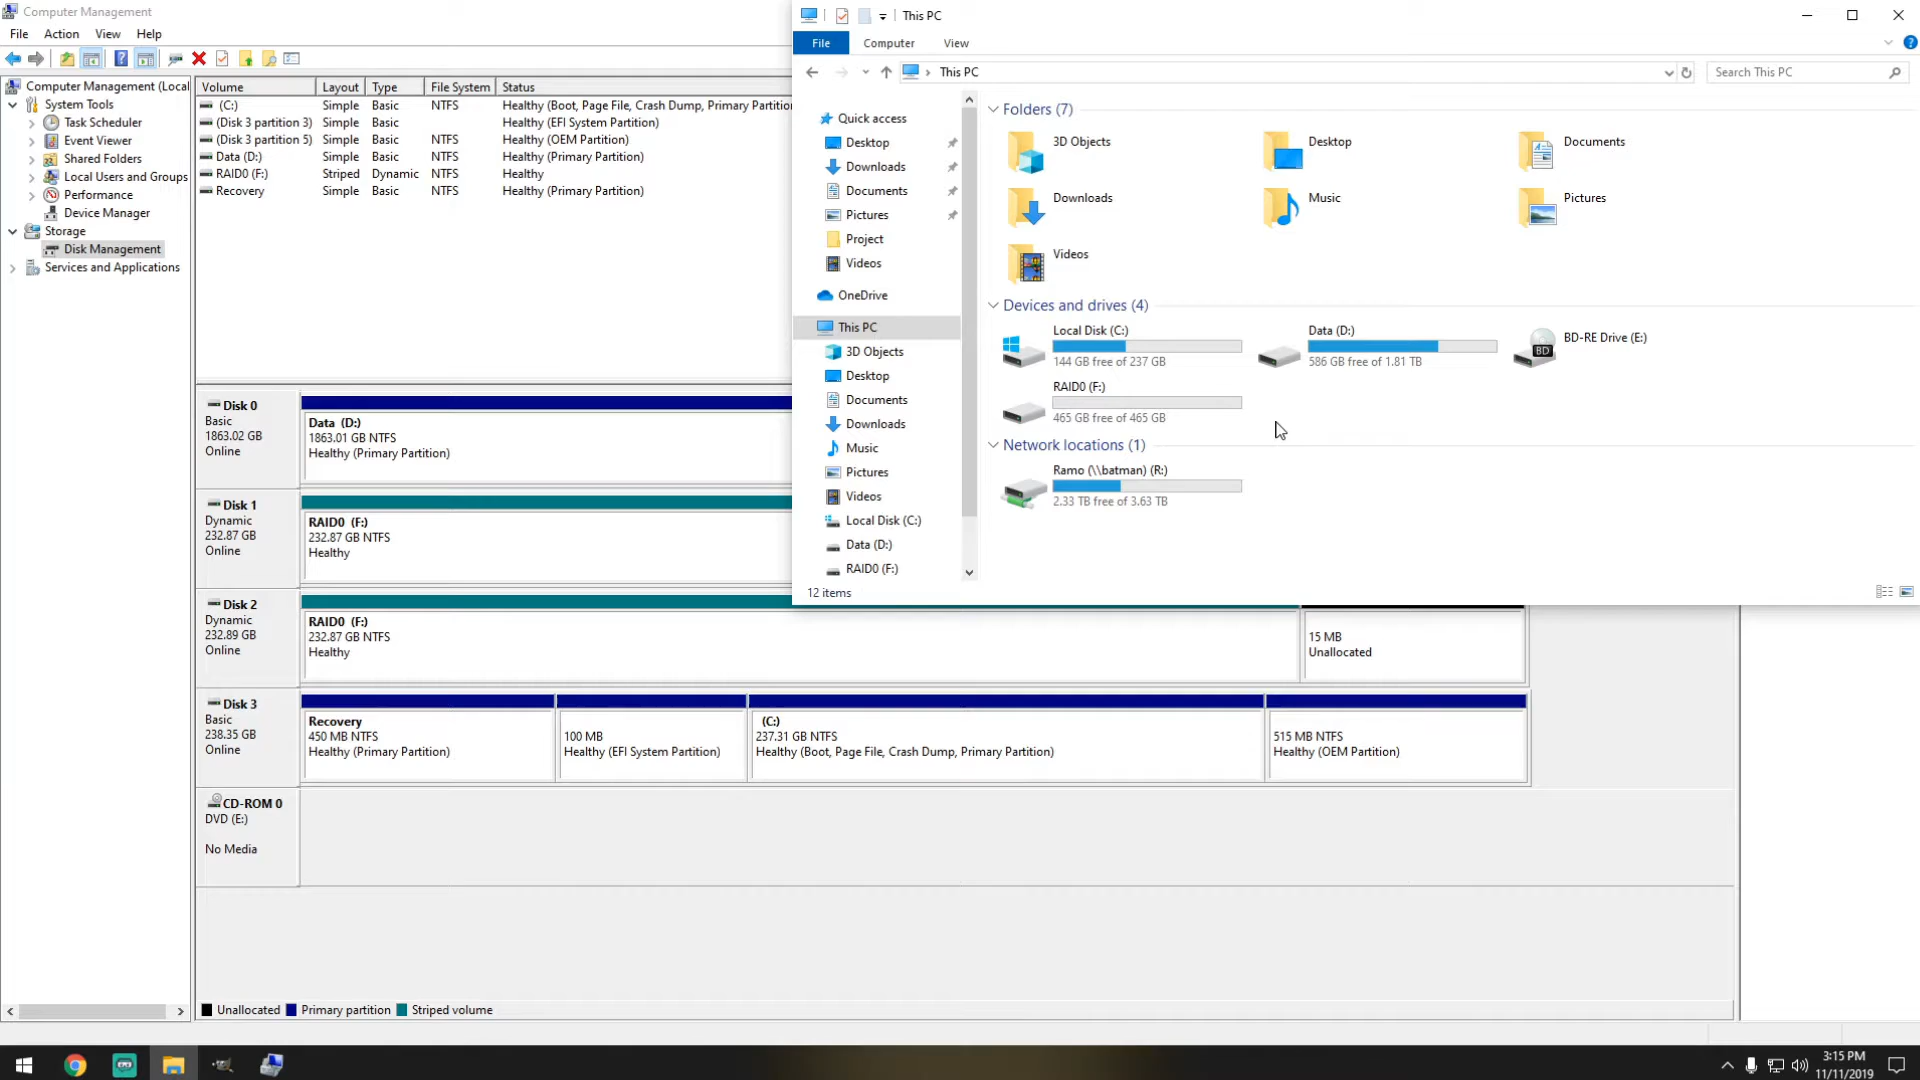 Computer Management
File Action View Help
Computer Management (Local
System Tools
Task Scheduler
Event Viewer
Shared Folders
Local Users and Groups
Performance
Device Manager
Storage
Disk Management
Services and Applications
Volume Layout Type File System Status
(C:) Simple Basic NTFS Healthy (Boot, Page File, Crash Dump, Primary Partitio
(Disk 3 partition 3) Simple Basic Healthy (EFI System Partition)
(Disk 3 partition 5) Simple Basic NTFS Healthy (OEM Partition)
Data (D:) Simple Basic NTFS Healthy (Primary Partition)
RAID0 (F:) Striped Dynamic NTFS Healthy
Recovery Simple Basic NTFS Healthy (Primary Partition)
Disk 0
Basic
1863.02 GB
Online
Data (D:)
1863.01 GB NTFS
Healthy (Primary Partition)
Disk 1
Dynamic
232.87 GB
Online
RAID0 (F:)
232.87 GB NTFS
Healthy
Disk 2
Dynamic
232.89 GB
Online
RAID0 (F:)
232.87 GB NTFS
Healthy
15 MB
Unallocated
Disk 3
Basic
238.35 GB
Online
Recovery
450 MB NTFS
Healthy (Primary Partition)
100 MB
Healthy (EFI System Partition)
(C:)
237.31 GB NTFS
Healthy (Boot, Page File, Crash Dump, Primary Partition)
515 MB NTFS
Healthy (OEM Partition)
CD-ROM 0
DVD (E:)
No Media
Unallocated Primary partition Striped volume
This PC
File Computer View
This PC
Search This PC
Quick access
Desktop
Downloads
Documents
Pictures
Project
Videos
OneDrive
This PC
3D Objects
Desktop
Documents
Downloads
Music
Pictures
Videos
Local Disk (C:)
Data (D:)
RAID0 (F:)
Folders (7)
3D Objects
Desktop
Documents
Downloads
Music
Pictures
Videos
Devices and drives (4)
Local Disk (C:)
144 GB free of 237 GB
Data (D:)
586 GB free of 1.81 TB
BD
BD-RE Drive (E:)
RAID0 (F:)
465 GB free of 465 GB
Network locations (1)
Ramo (\\batman) (R:)
2.33 TB free of 3.63 TB
12 items
3:15 PM
11/11/2019